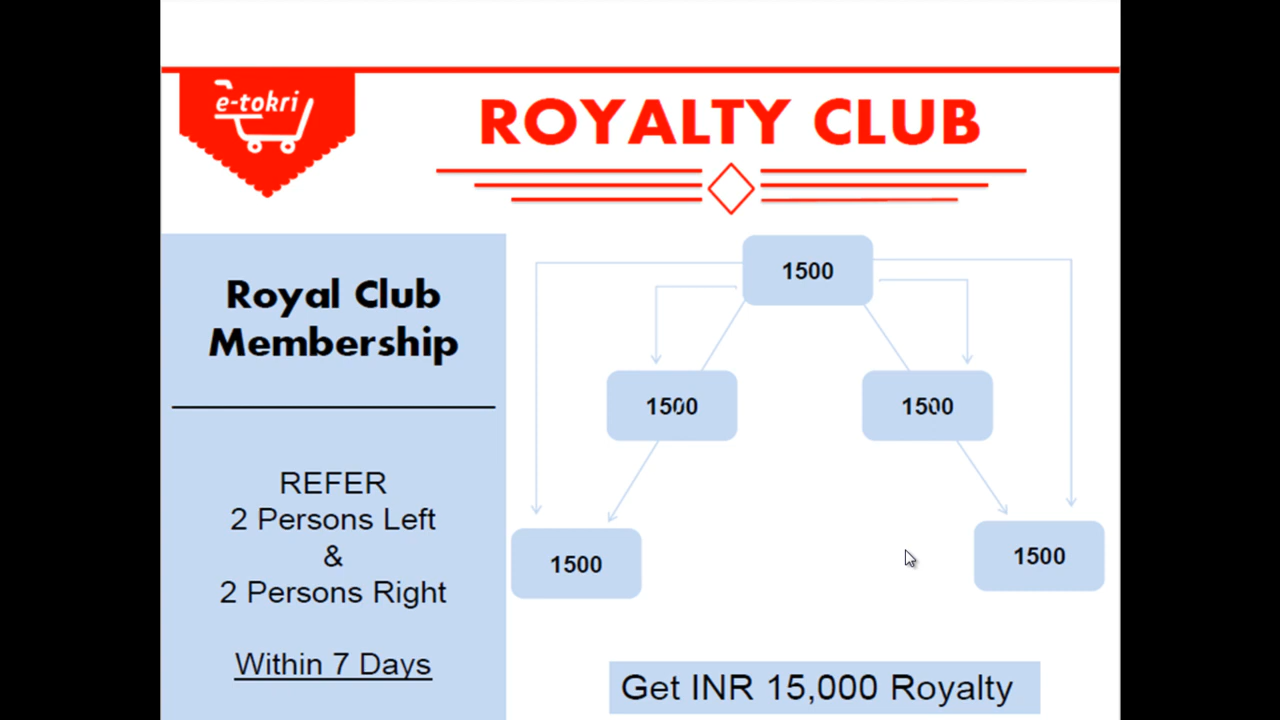 e-tokri
ROYALTY CLUB
Royal Club
Membership
REFER
2 Persons Left
&
2 Persons Right
Within 7 Days
1500
1500
1500
1500
1500
Get INR 15,000 Royalty